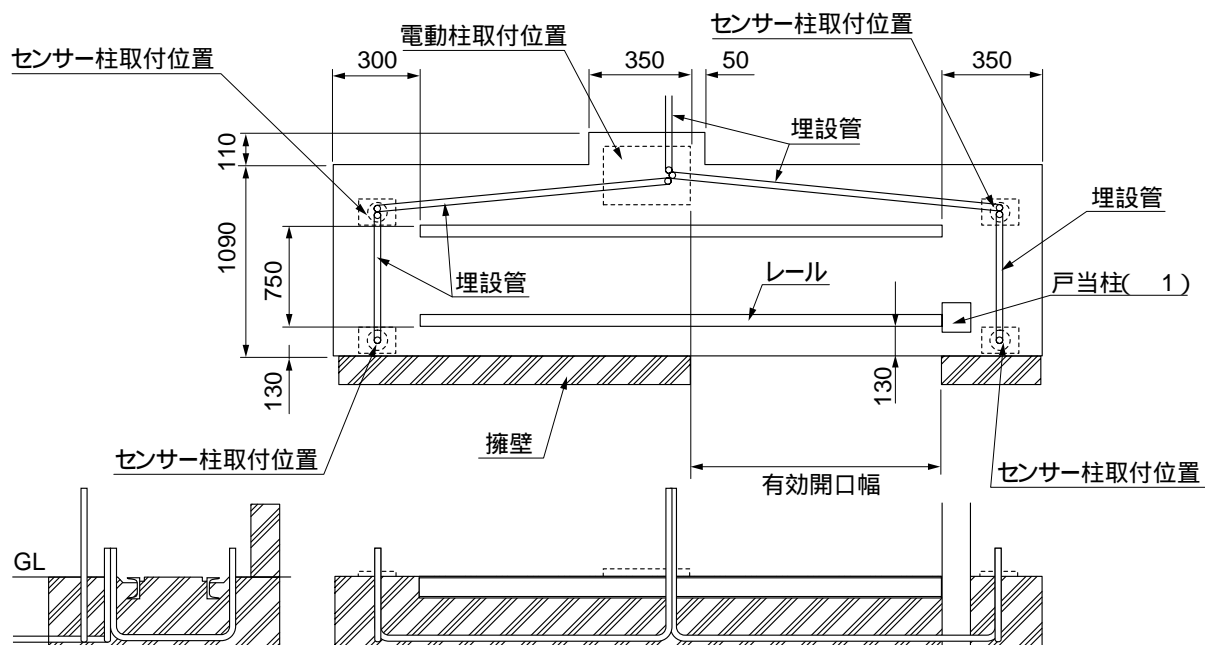 電動柱取付位置
センサー柱取付位置
センサー柱取付位置
300
350
50
350
埋設管
110
1090
750
130
埋設管
埋設管
レール
戸当柱( 1)
130
擁壁
センサー柱取付位置
有効開口幅
センサー柱取付位置
GL